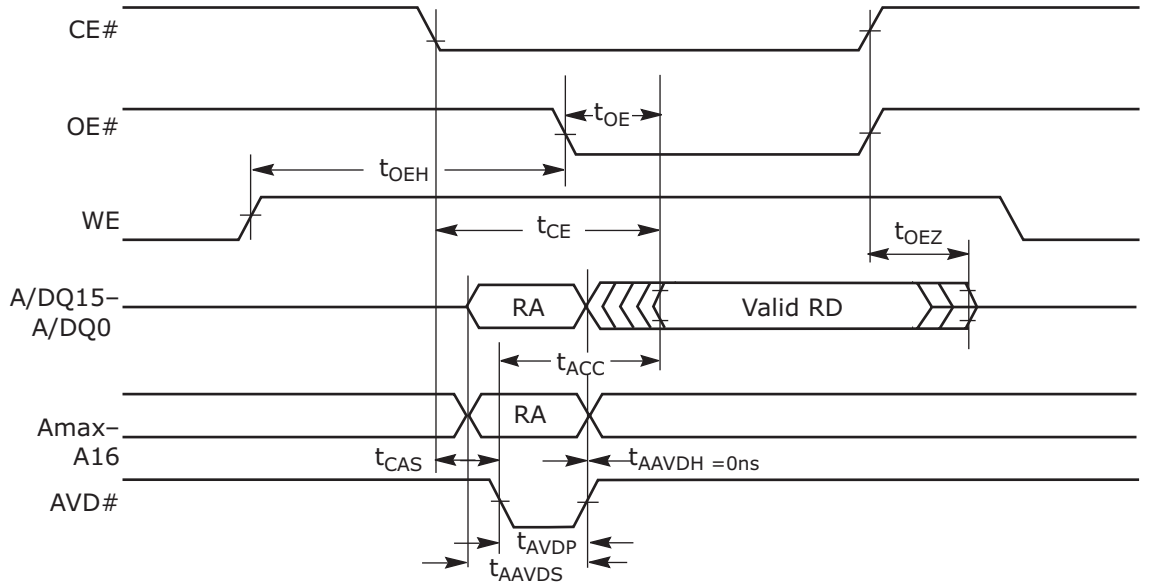 CE#
OE#
tOE
tOEH
WE
tCE
tOEZ
A/DQ15–
A/DQ0
RA
Valid RD
tACC
Amax–
A16
RA
tCAS
tAAVDH =0ns
AVD#
tAVDP
tAAVDS